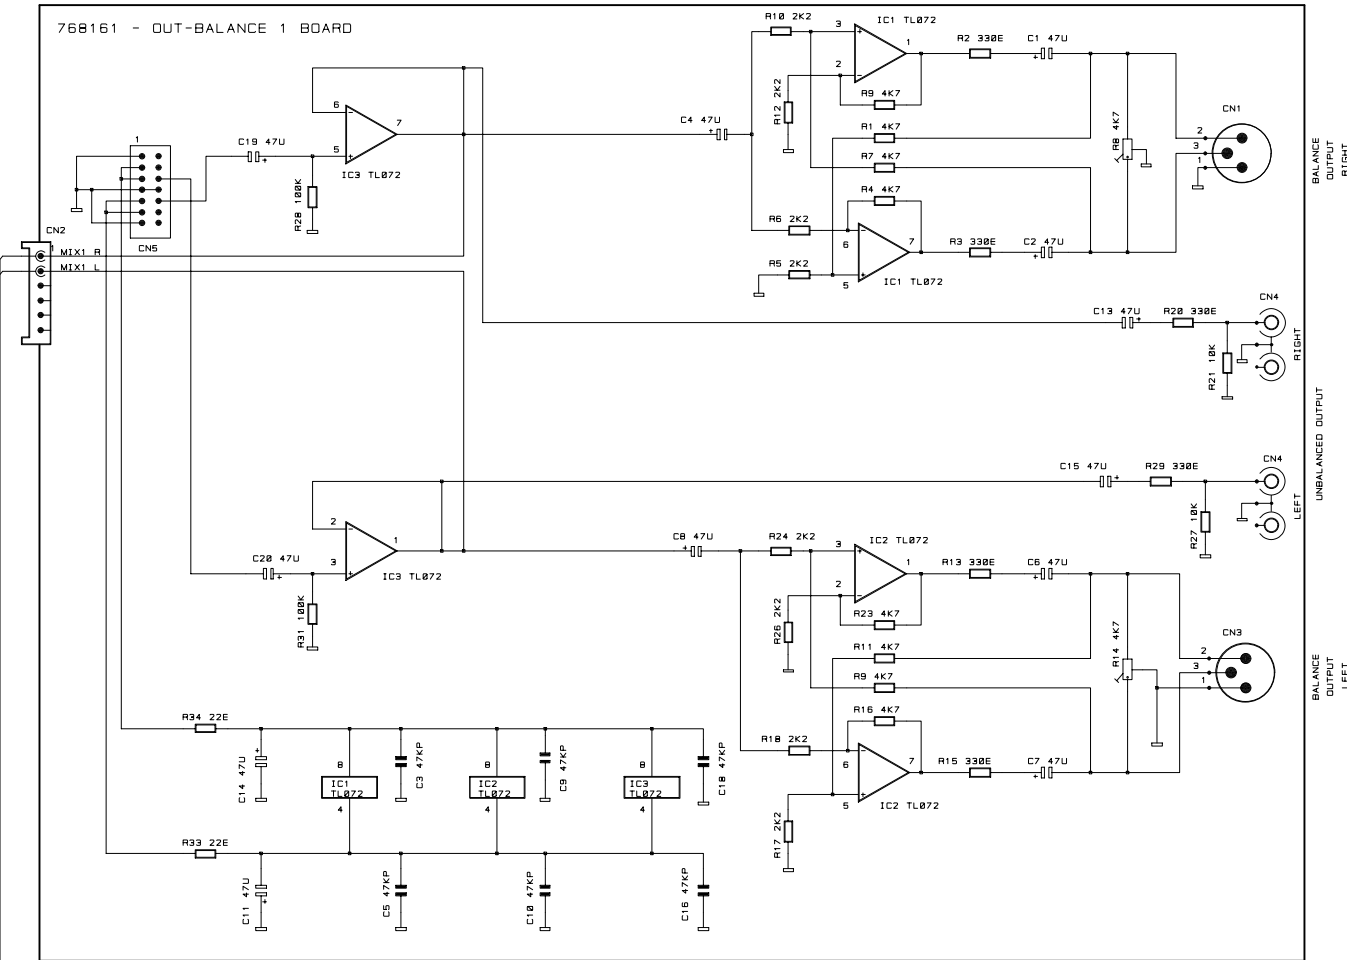 768161 - OUT-BALANCE 1 BOARD
R10 2K2
IC1 TL072
3
1
2
R12 2K2
R9 4K7
R2 330E
C1 47U
R1 4K7
R7 4K7
R4 4K7
R8 4K7
CN1
2
3
1
BALANCE
OUTPUT
RIGHT
C4 47U
R6 2K2
R5 2K2
6
7
5
IC1 TL072
R3 330E
C2 47U
6
7
5
IC3 TL072
C19 47U
R28 100K
1
CN5
CN2
1
MIX1 R
MIX1 L
C13 47U
R20 330E
R21 10K
CN4
RIGHT
UNBALANCED OUTPUT
C15 47U
R29 330E
R27 10K
CN4
LEFT
2
1
3
IC3 TL072
C20 47U
R31 100K
C8 47U
R24 2K2
3
1
2
IC2 TL072
R26 2K2
R23 4K7
R13 330E
C6 47U
R11 4K7
R9 4K7
R16 4K7
R14 4K7
CN3
2
3
1
BALANCE
OUTPUT
LEFT
R18 2K2
6
7
5
IC2 TL072
R17 2K2
R15 330E
C7 47U
R34 22E
C14 47U
8
IC1
TL072
4
C3 47KP
8
IC2
TL072
4
C9 47KP
8
IC3
TL072
4
C18 47KP
R33 22E
C11 47U
C5 47KP
C10 47KP
C16 47KP